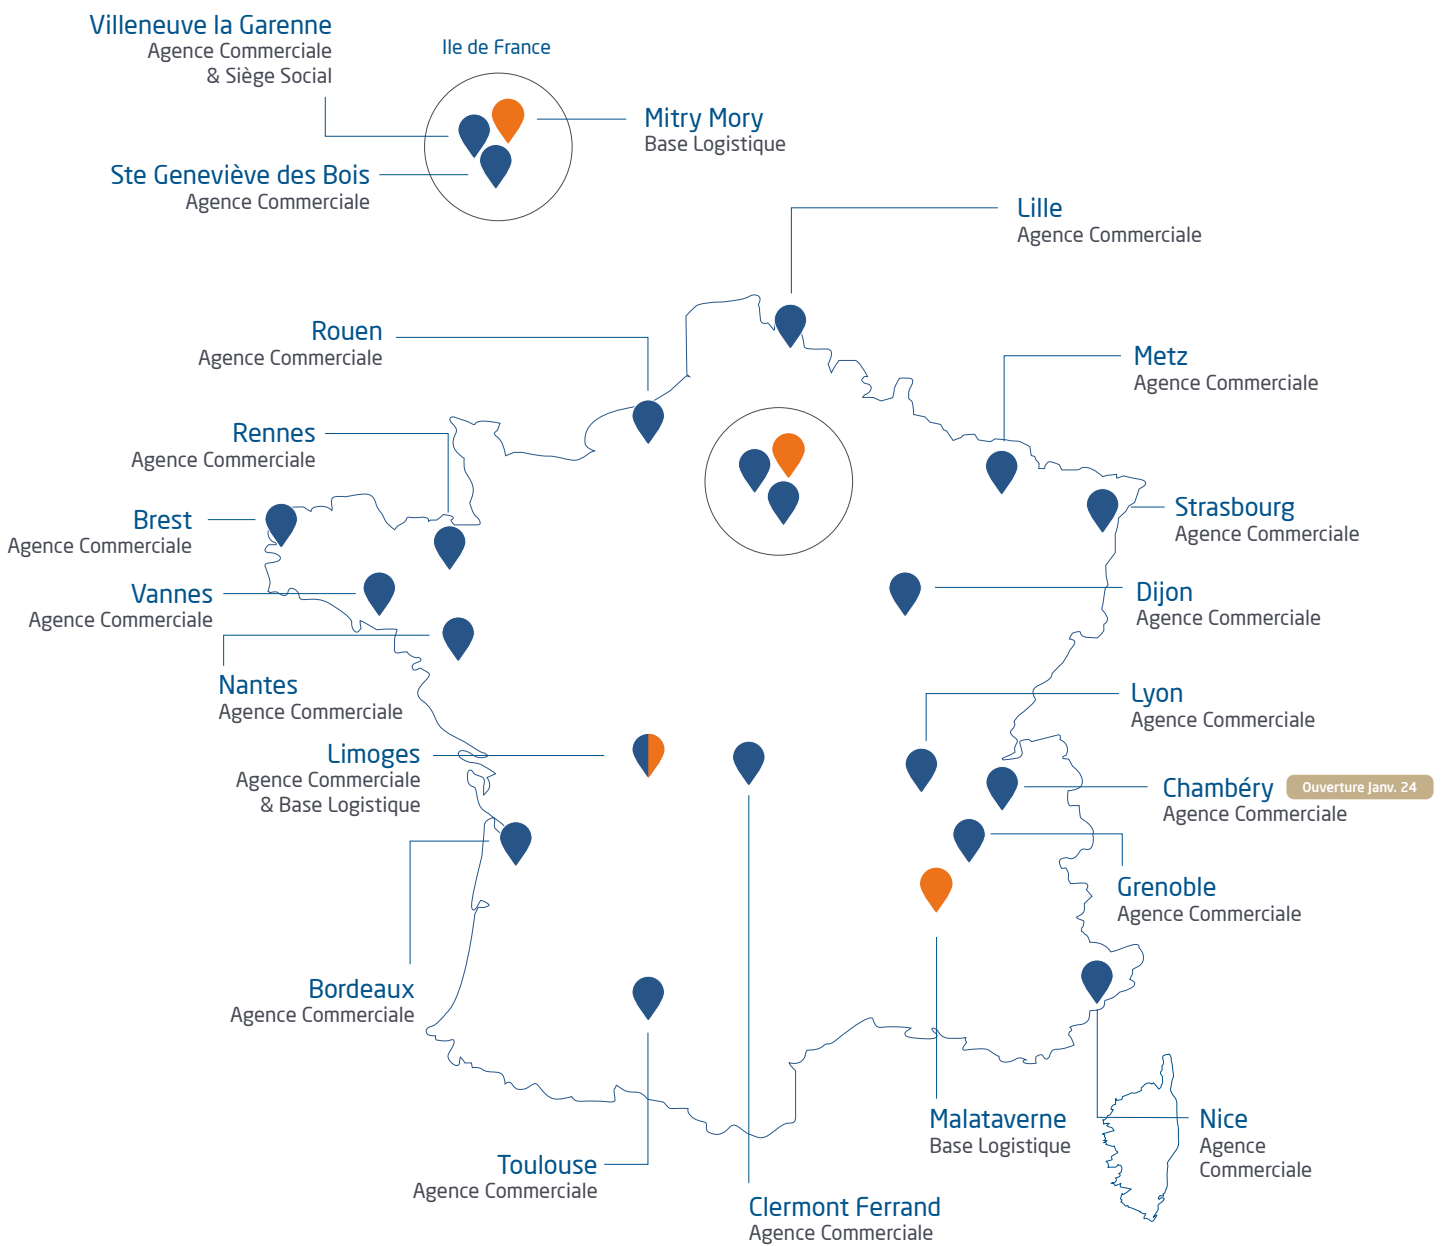 Villeneuve la Garenne
Agence Commerciale
& Siège Social
Ile de France
Mitry Mory
Base Logistique
Ste Geneviève des Bois
Agence Commerciale
Lille
Agence Commerciale
Rouen
Agence Commerciale
Metz
Agence Commerciale
Rennes
Agence Commerciale
Brest
Agence Commerciale
Strasbourg
Agence Commerciale
Vannes
Agence Commerciale
Dijon
Agence Commerciale
Nantes
Agence Commerciale
Lyon
Agence Commerciale
Limoges
Agence Commerciale
& Base Logistique
Chambéry
Ouverture Janv. 24
Agence Commerciale
Grenoble
Agence Commerciale
Bordeaux
Agence Commerciale
Malataverne
Base Logistique
Nice
Agence
Commerciale
Toulouse
Agence Commerciale
Clermont Ferrand
Agence Commerciale